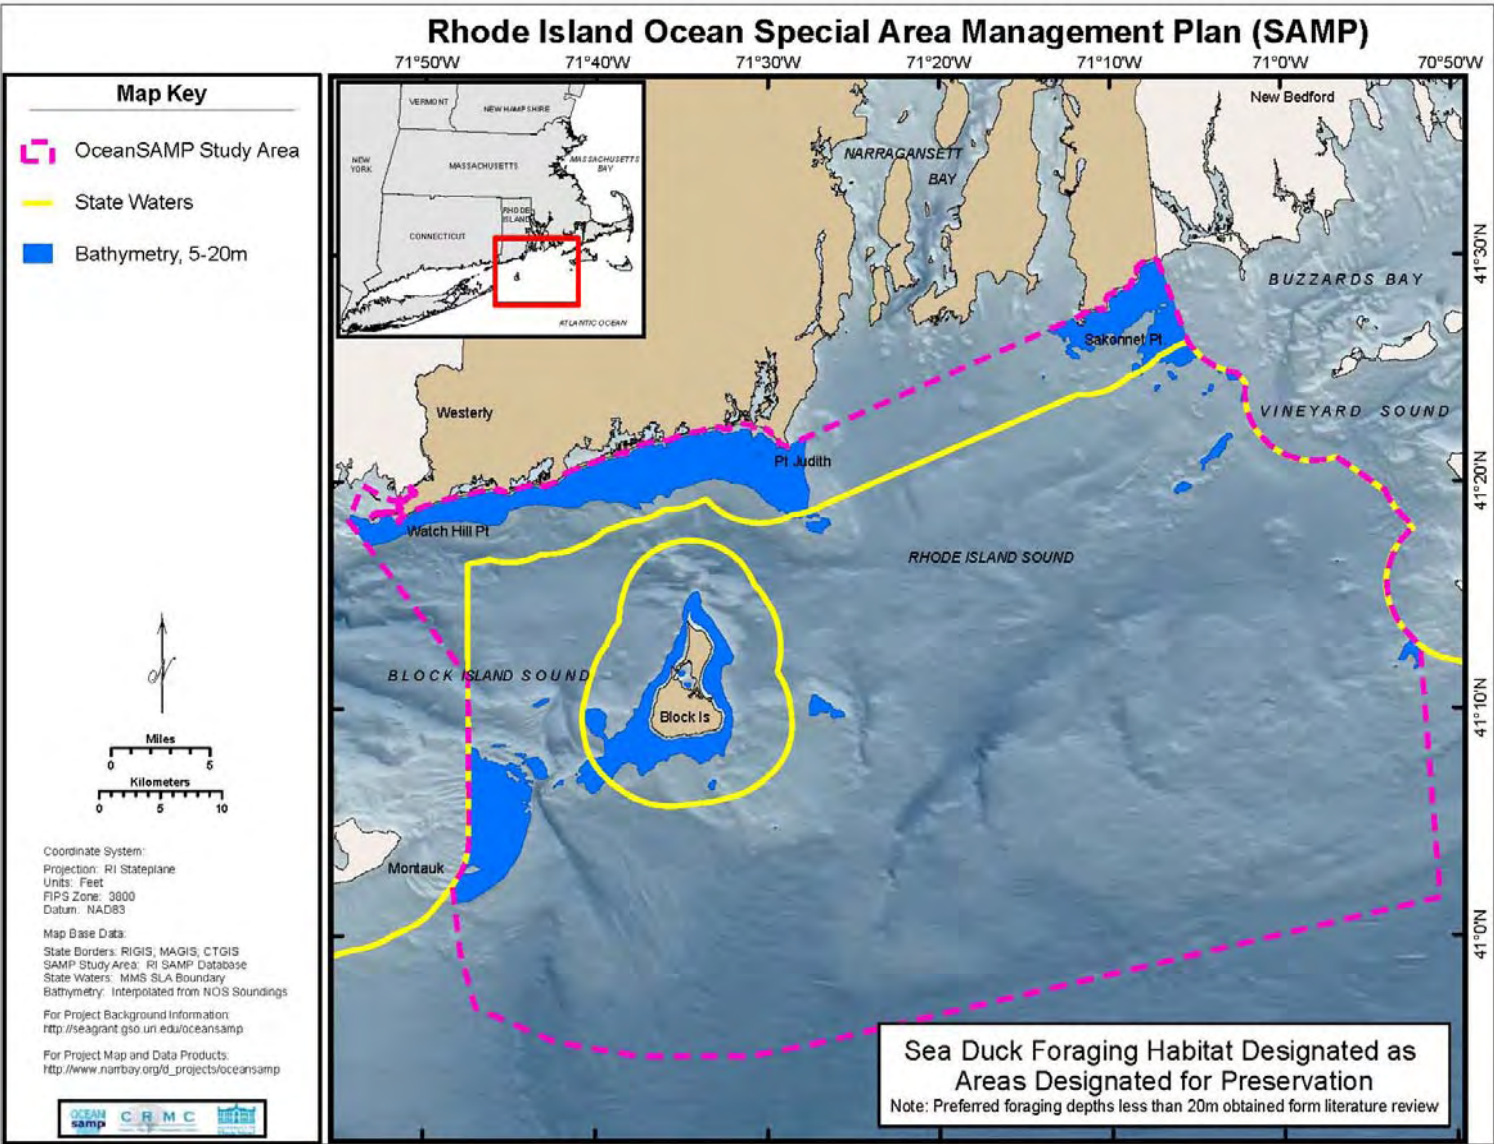 Rhode Island Ocean Special Area Management Plan (SAMP)
71°50'W 71°40'W 71°30'W 71°20'W 71°10'W 71°0'W 70°50'W
Map Key
OceanSAMP Study Area
State Waters
Bathymetry, 5-20m
Miles
0 5
Kilometers
0 5 10
Coordinate System:
Projection: RI Stateplane
Units: Feet
FIPS Zone: 3800
Datum: NAD83
Map Base Data:
State Borders: RIGIS, MAGIS, CTGIS
SAMP Study Area: RI SAMP Database
State Waters: MMS SLA Boundary
Bathymetry: Interpolated from NOS Soundings
For Project Background Information:
http://seagrant.gso.uri.edu/oceansamp
For Project Map and Data Products:
http://www.narrbay.org/d_projects/oceansamp
OCEAN
samp
C R M C
VERMONT
NEW HAMPSHIRE
NEW
YORK
MASSACHUSETTS
MASSACHUSETTS
BAY
RHODE
ISLAND
CONNECTICUT
ATLANTIC OCEAN
New Bedford
NARRAGANSETT
BAY
BUZZARDS BAY
Sakonnet Pt.
Westerly
VINEYARD SOUND
Pt Judith
Watch Hill Pt
RHODE ISLAND SOUND
BLOCK ISLAND SOUND
Block Is
Montauk
41°30'N
41°20'N
41°10'N
41°0'N
Sea Duck Foraging Habitat Designated as
Areas Designated for Preservation
Note: Preferred foraging depths less than 20m obtained form literature review